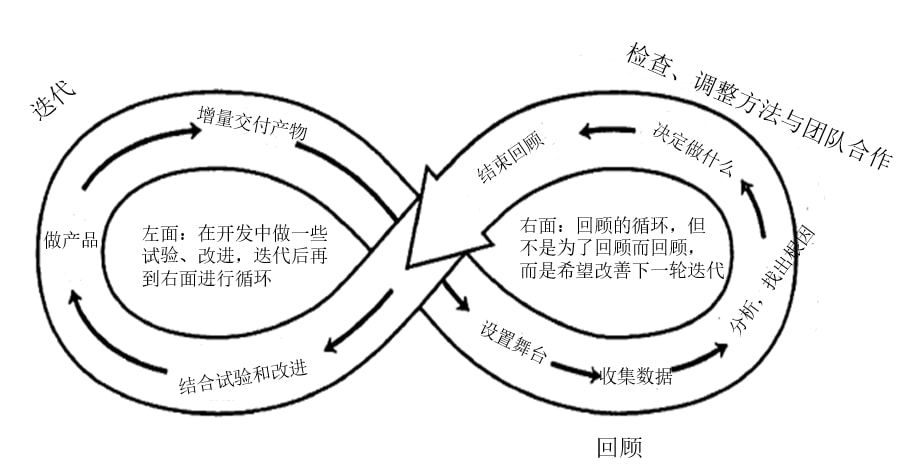 迭代
检查、调整方法与团队合作
增量交付产物
做产品
结合试验和改进
左面：在开发中做一些
试验、改进，迭代后再
到右面进行循环
结束回顾
决定做什么
右面：回顾的循环，但
不是为了回顾而回顾，
而是希望改善下一轮迭代
分析，找出根因
设置舞台
收集数据
回顾